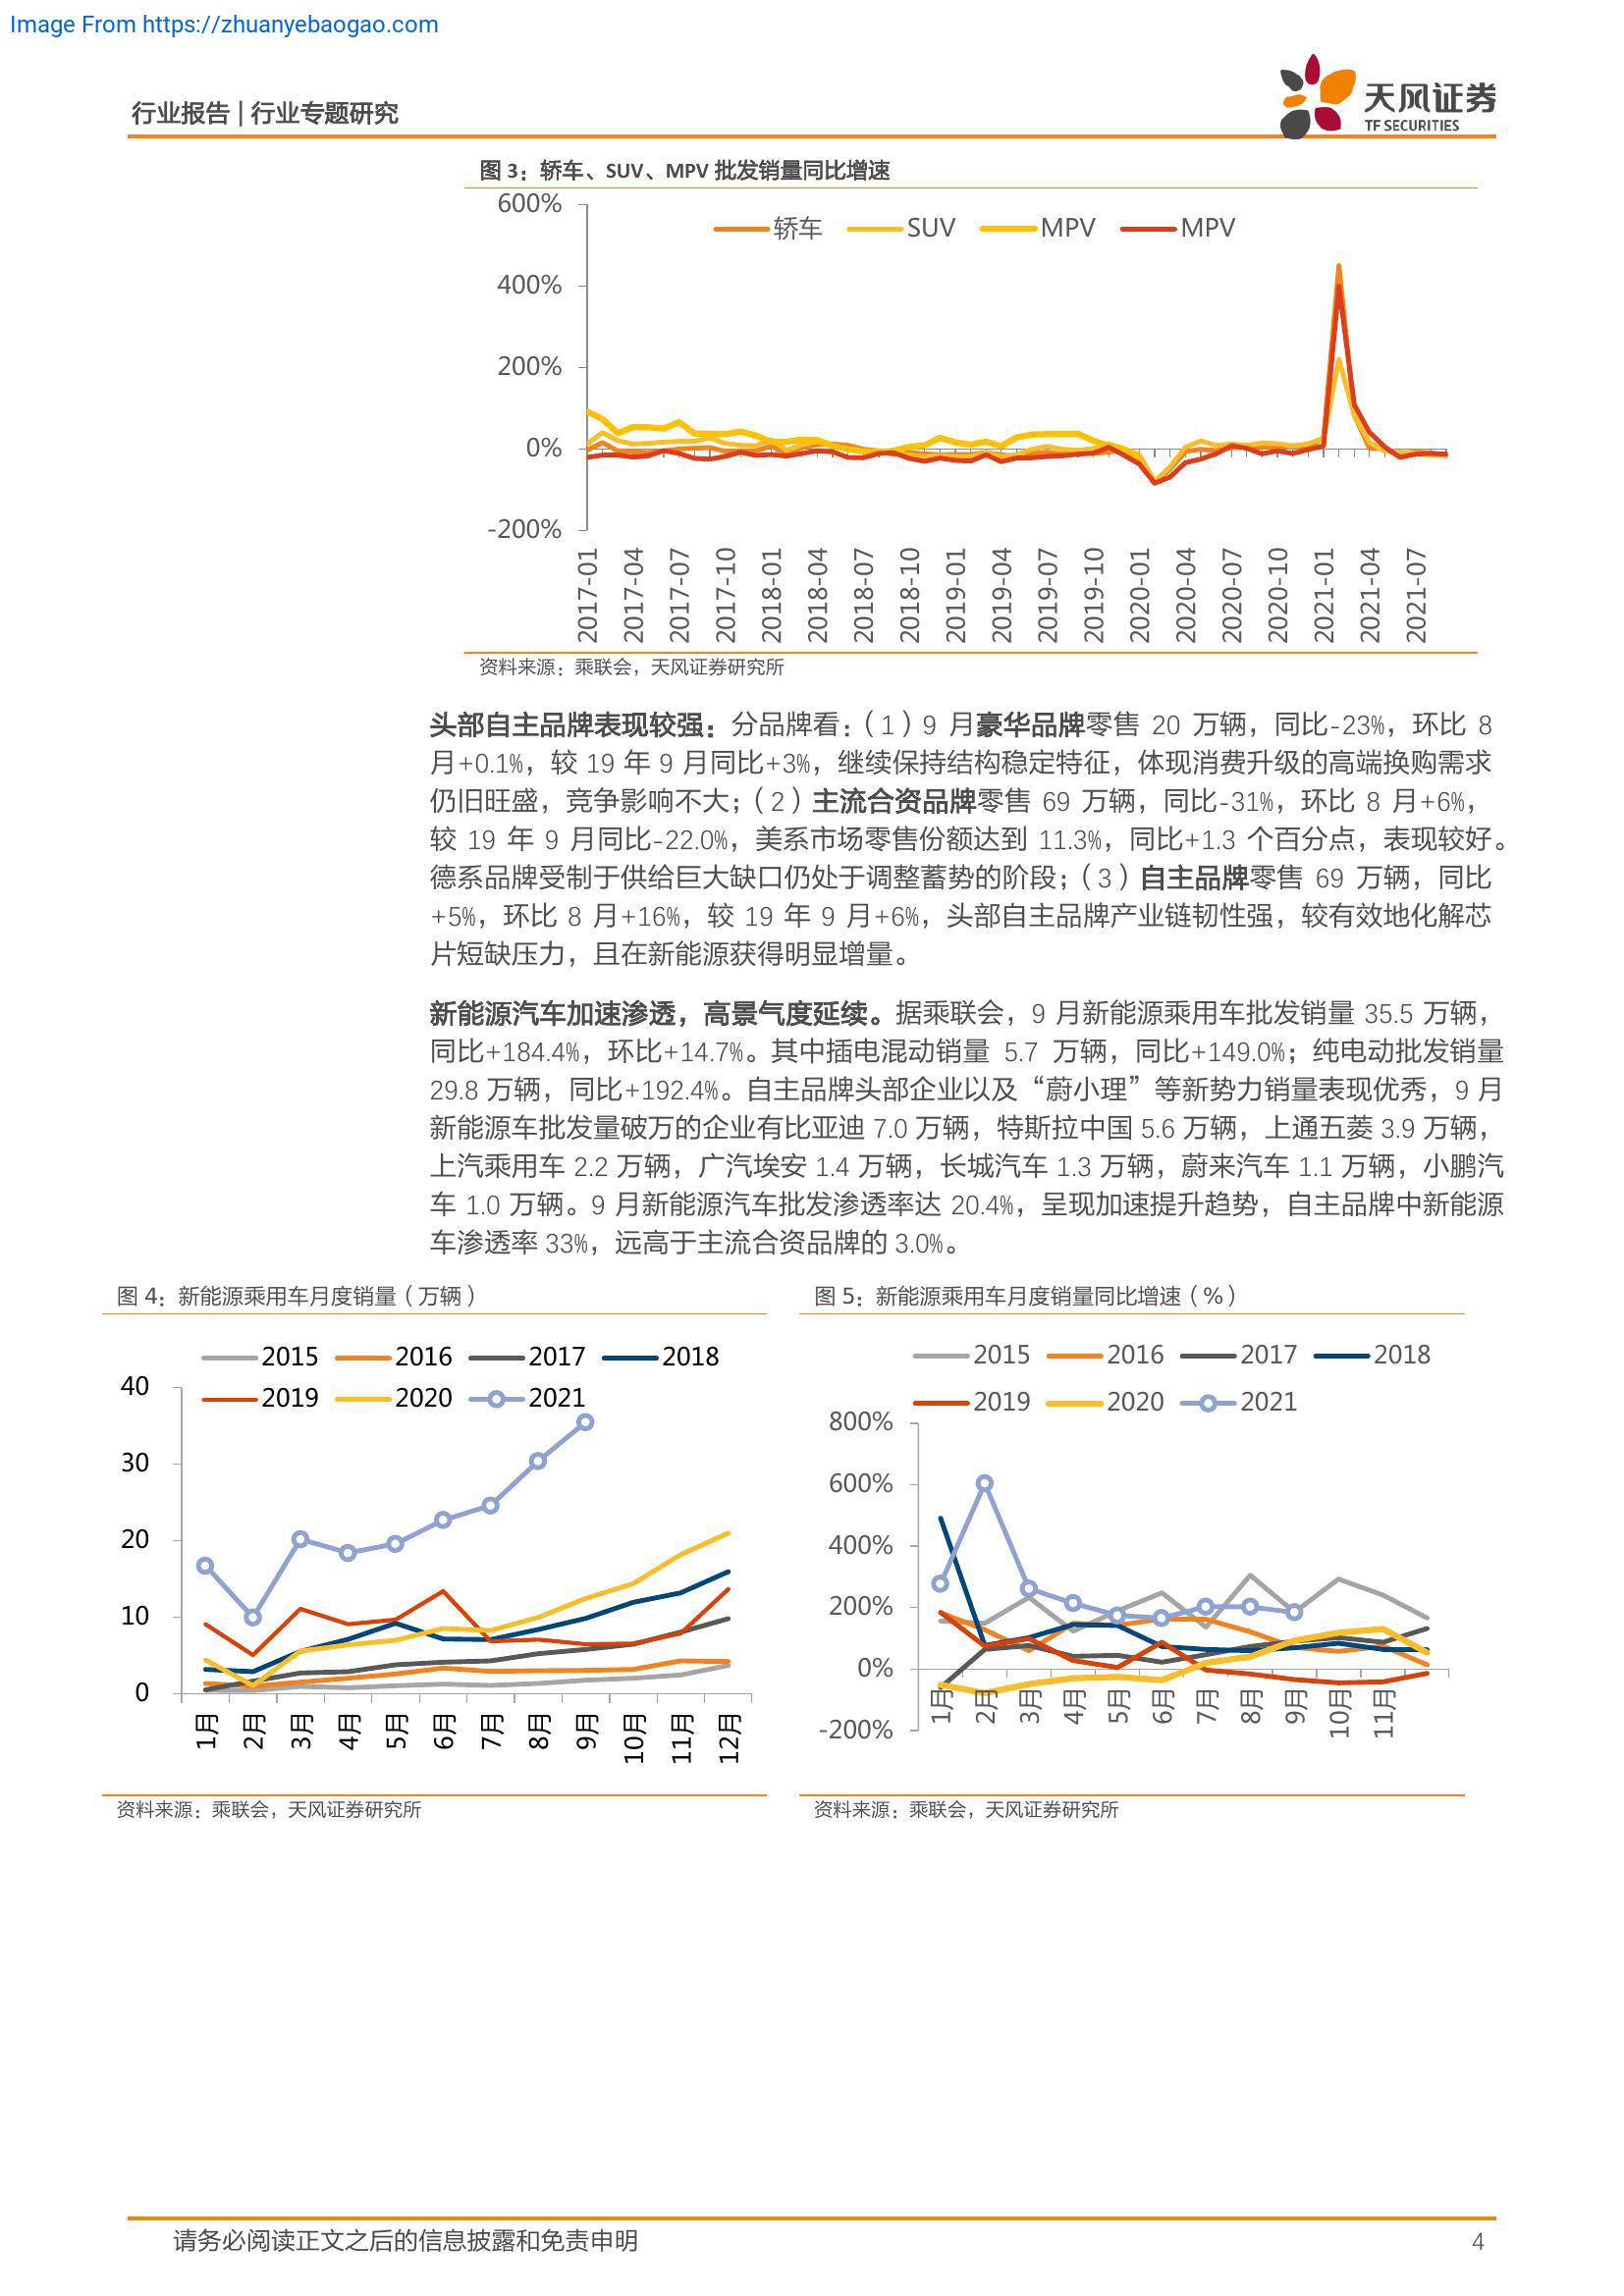 Image From https://zhuanyebaogao.com
行业报告 | 行业专题研究
天风证券
TF SECURITIES
图 3：轿车、SUV、MPV 批发销量同比增速
600%
轿车 SUV MPV MPV
400%
200%
0%
-200%
2017-01 2017-04 2017-07 2017-10 2018-01 2018-04 2018-07 2018-10 2019-01 2019-04 2019-07 2019-10 2020-01 2020-04 2020-07 2020-10 2021-01 2021-04 2021-07
资料来源：乘联会，天风证券研究所
头部自主品牌表现较强：分品牌看：（1）9 月豪华品牌零售 20 万辆，同比-23%，环比 8
月+0.1%，较 19 年 9 月同比+3%，继续保持结构稳定特征，体现消费升级的高端换购需求
仍旧旺盛，竞争影响不大；（2）主流合资品牌零售 69 万辆，同比-31%，环比 8 月+6%，
较 19 年 9 月同比-22.0%，美系市场零售份额达到 11.3%，同比+1.3 个百分点，表现较好。
德系品牌受制于供给巨大缺口仍处于调整蓄势的阶段；（3）自主品牌零售 69 万辆，同比
+5%，环比 8 月+16%，较 19 年 9 月+6%，头部自主品牌产业链韧性强，较有效地化解芯
片短缺压力，且在新能源获得明显增量。
新能源汽车加速渗透，高景气度延续。据乘联会，9 月新能源乘用车批发销量 35.5 万辆，
同比+184.4%，环比+14.7%。其中插电混动销量 5.7 万辆，同比+149.0%；纯电动批发销量
29.8 万辆，同比+192.4%。自主品牌头部企业以及“蔚小理”等新势力销量表现优秀，9 月
新能源车批发量破万的企业有比亚迪 7.0 万辆，特斯拉中国 5.6 万辆，上通五菱 3.9 万辆，
上汽乘用车 2.2 万辆，广汽埃安 1.4 万辆，长城汽车 1.3 万辆，蔚来汽车 1.1 万辆，小鹏汽
车 1.0 万辆。9 月新能源汽车批发渗透率达 20.4%，呈现加速提升趋势，自主品牌中新能源
车渗透率 33%，远高于主流合资品牌的 3.0%。
图 4：新能源乘用车月度销量（万辆）
2015 2016 2017 2018
2019 2020 2021
40
30
20
10
0
1月 2月 3月 4月 5月 6月 7月 8月 9月 10月 11月 12月
资料来源：乘联会，天风证券研究所
图 5：新能源乘用车月度销量同比增速（%）
2015 2016 2017 2018
2019 2020 2021
800%
600%
400%
200%
0%
-200%
1月 2月 3月 4月 5月 6月 7月 8月 9月 10月 11月
资料来源：乘联会，天风证券研究所
请务必阅读正文之后的信息披露和免责申明
4